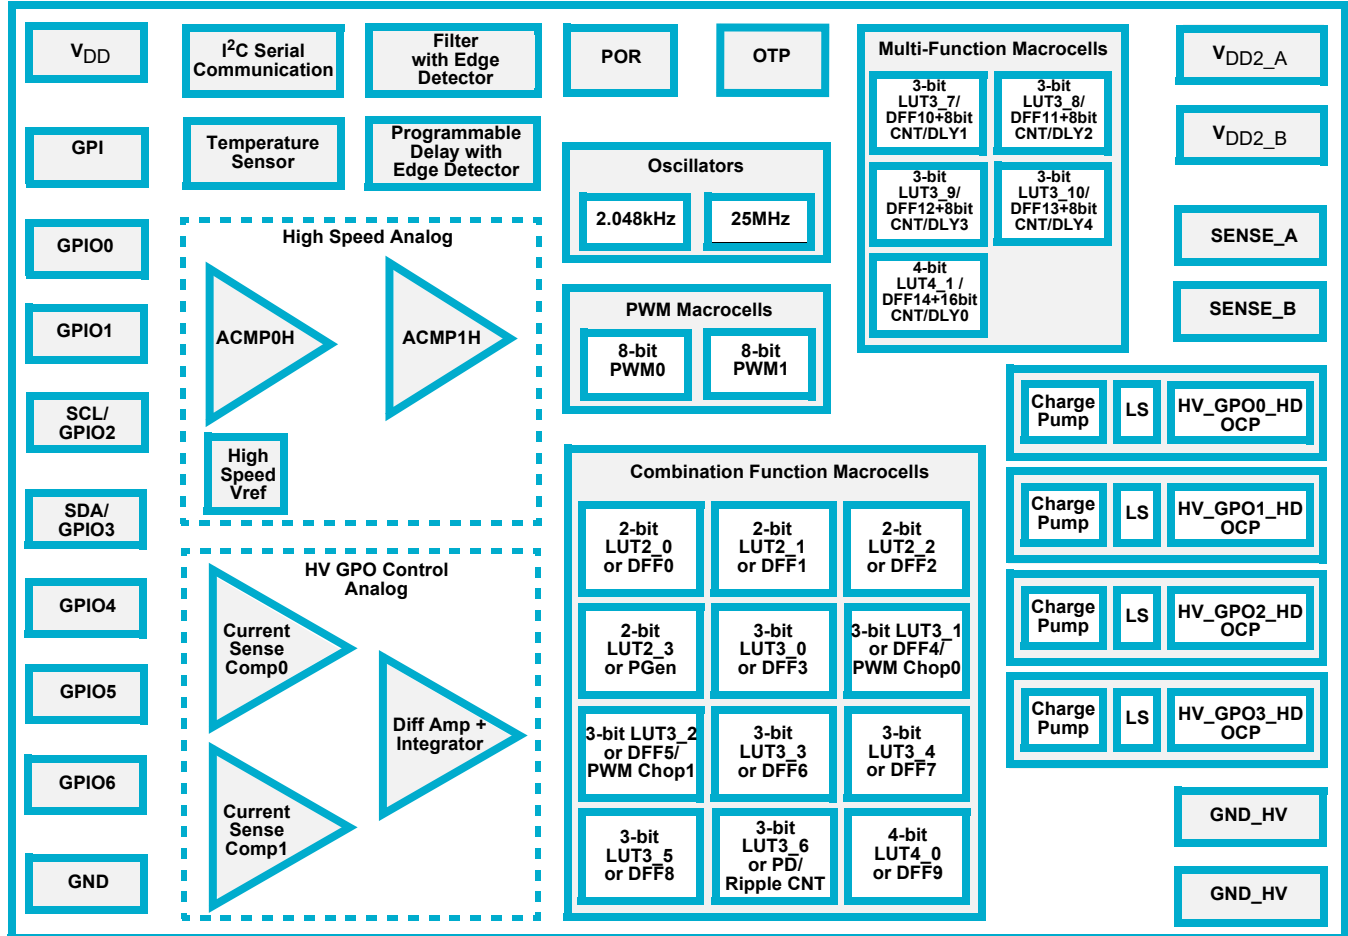 VDD
GPI
GPIO0
GPIO1
SCL/
GPIO2
SDA/
GPIO3
GPIO4
GPIO5
GPIO6
GND
I2C Serial
Communication
Filter
with Edge
Detector
Temperature
Sensor
Programmable
Delay with
Edge Detector
POR
OTP
High Speed Analog
ACMP0H
ACMP1H
High
Speed
Vref
HV GPO Control
Analog
Current
Sense
Comp0
Diff Amp +
Integrator
Current
Sense
Comp1
Oscillators
2.048kHz
25MHz
PWM Macrocells
8-bit
PWM0
8-bit
PWM1
Multi-Function Macrocells
3-bit
LUT3_7/
DFF10+8bit
CNT/DLY1
3-bit
LUT3_8/
DFF11+8bit
CNT/DLY2
3-bit
LUT3_9/
DFF12+8bit
CNT/DLY3
3-bit
LUT3_10/
DFF13+8bit
CNT/DLY4
4-bit
LUT4_1 /
DFF14+16bit
CNT/DLY0
Combination Function Macrocells
2-bit
LUT2_0
or DFF0
2-bit
LUT2_1
or DFF1
2-bit
LUT2_2
or DFF2
2-bit
LUT2_3
or PGen
3-bit
LUT3_0
or DFF3
3-bit LUT3_1
or DFF4/
PWM Chop0
3-bit LUT3_2
or DFF5/
PWM Chop1
3-bit
LUT3_3
or DFF6
3-bit
LUT3_4
or DFF7
3-bit
LUT3_5
or DFF8
3-bit
LUT3_6
or PD/
Ripple CNT
4-bit
LUT4_0
or DFF9
VDD2_A
VDD2_B
SENSE_A
SENSE_B
Charge
Pump
LS
HV_GPO0_HD
OCP
Charge
Pump
LS
HV_GPO1_HD
OCP
Charge
Pump
LS
HV_GPO2_HD
OCP
Charge
Pump
LS
HV_GPO3_HD
OCP
GND_HV
GND_HV